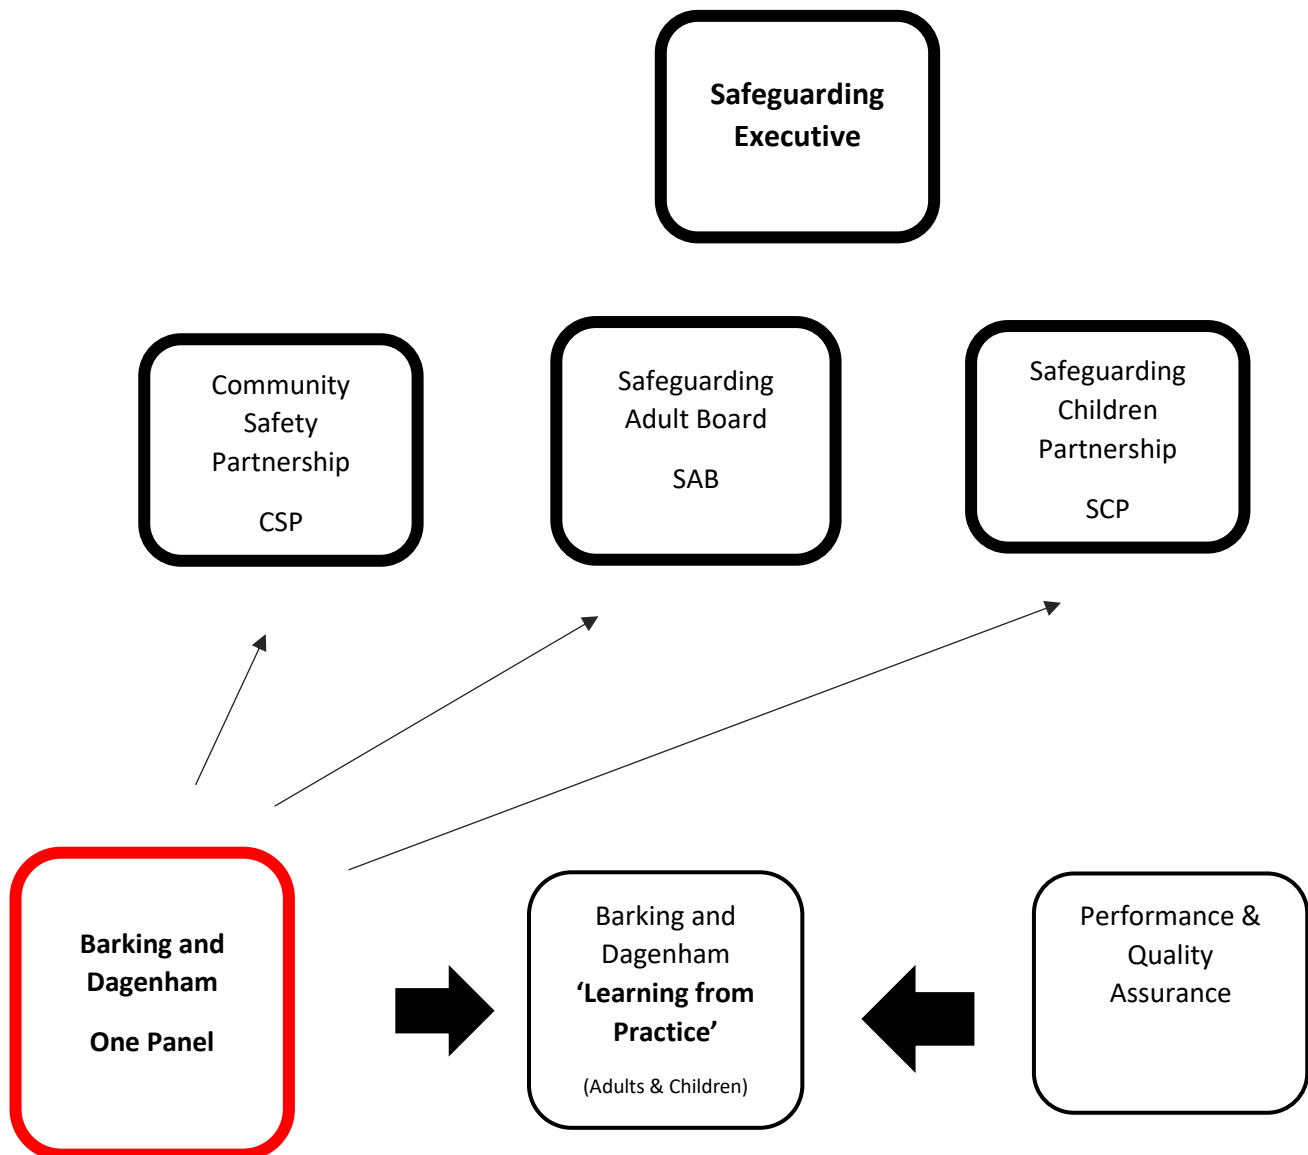 Safeguarding
Executive
Community
Safety
Partnership
CSP
Safeguarding
Adult Board
SAB
Safeguarding
Children
Partnership
SCP
Barking and
Dagenham
One Panel
Barking and
Dagenham
‘Learning from
Practice’
(Adults & Children)
Performance &
Quality
Assurance